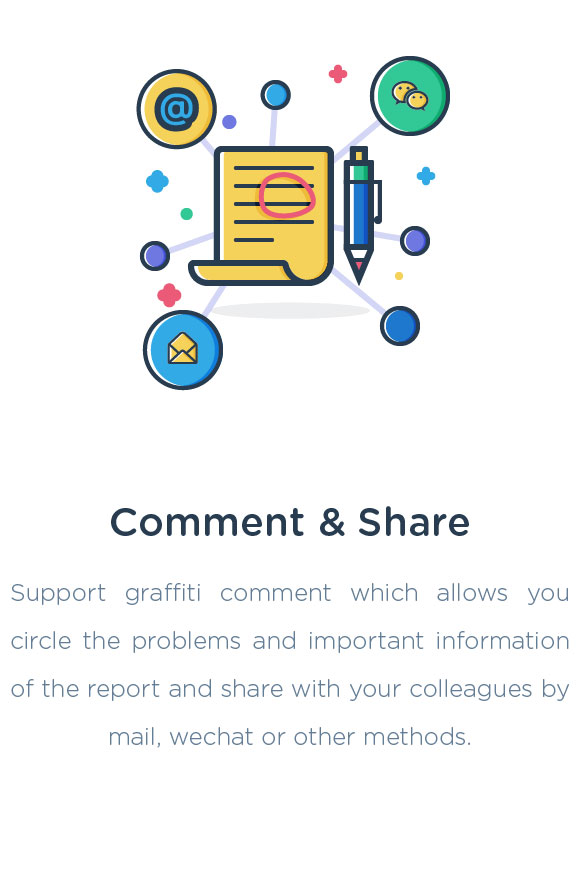 @
Comment & Share
Support graffiti comment which allows you
circle the problems and important information
of the report and share with your colleagues by
mail, wechat or other methods.